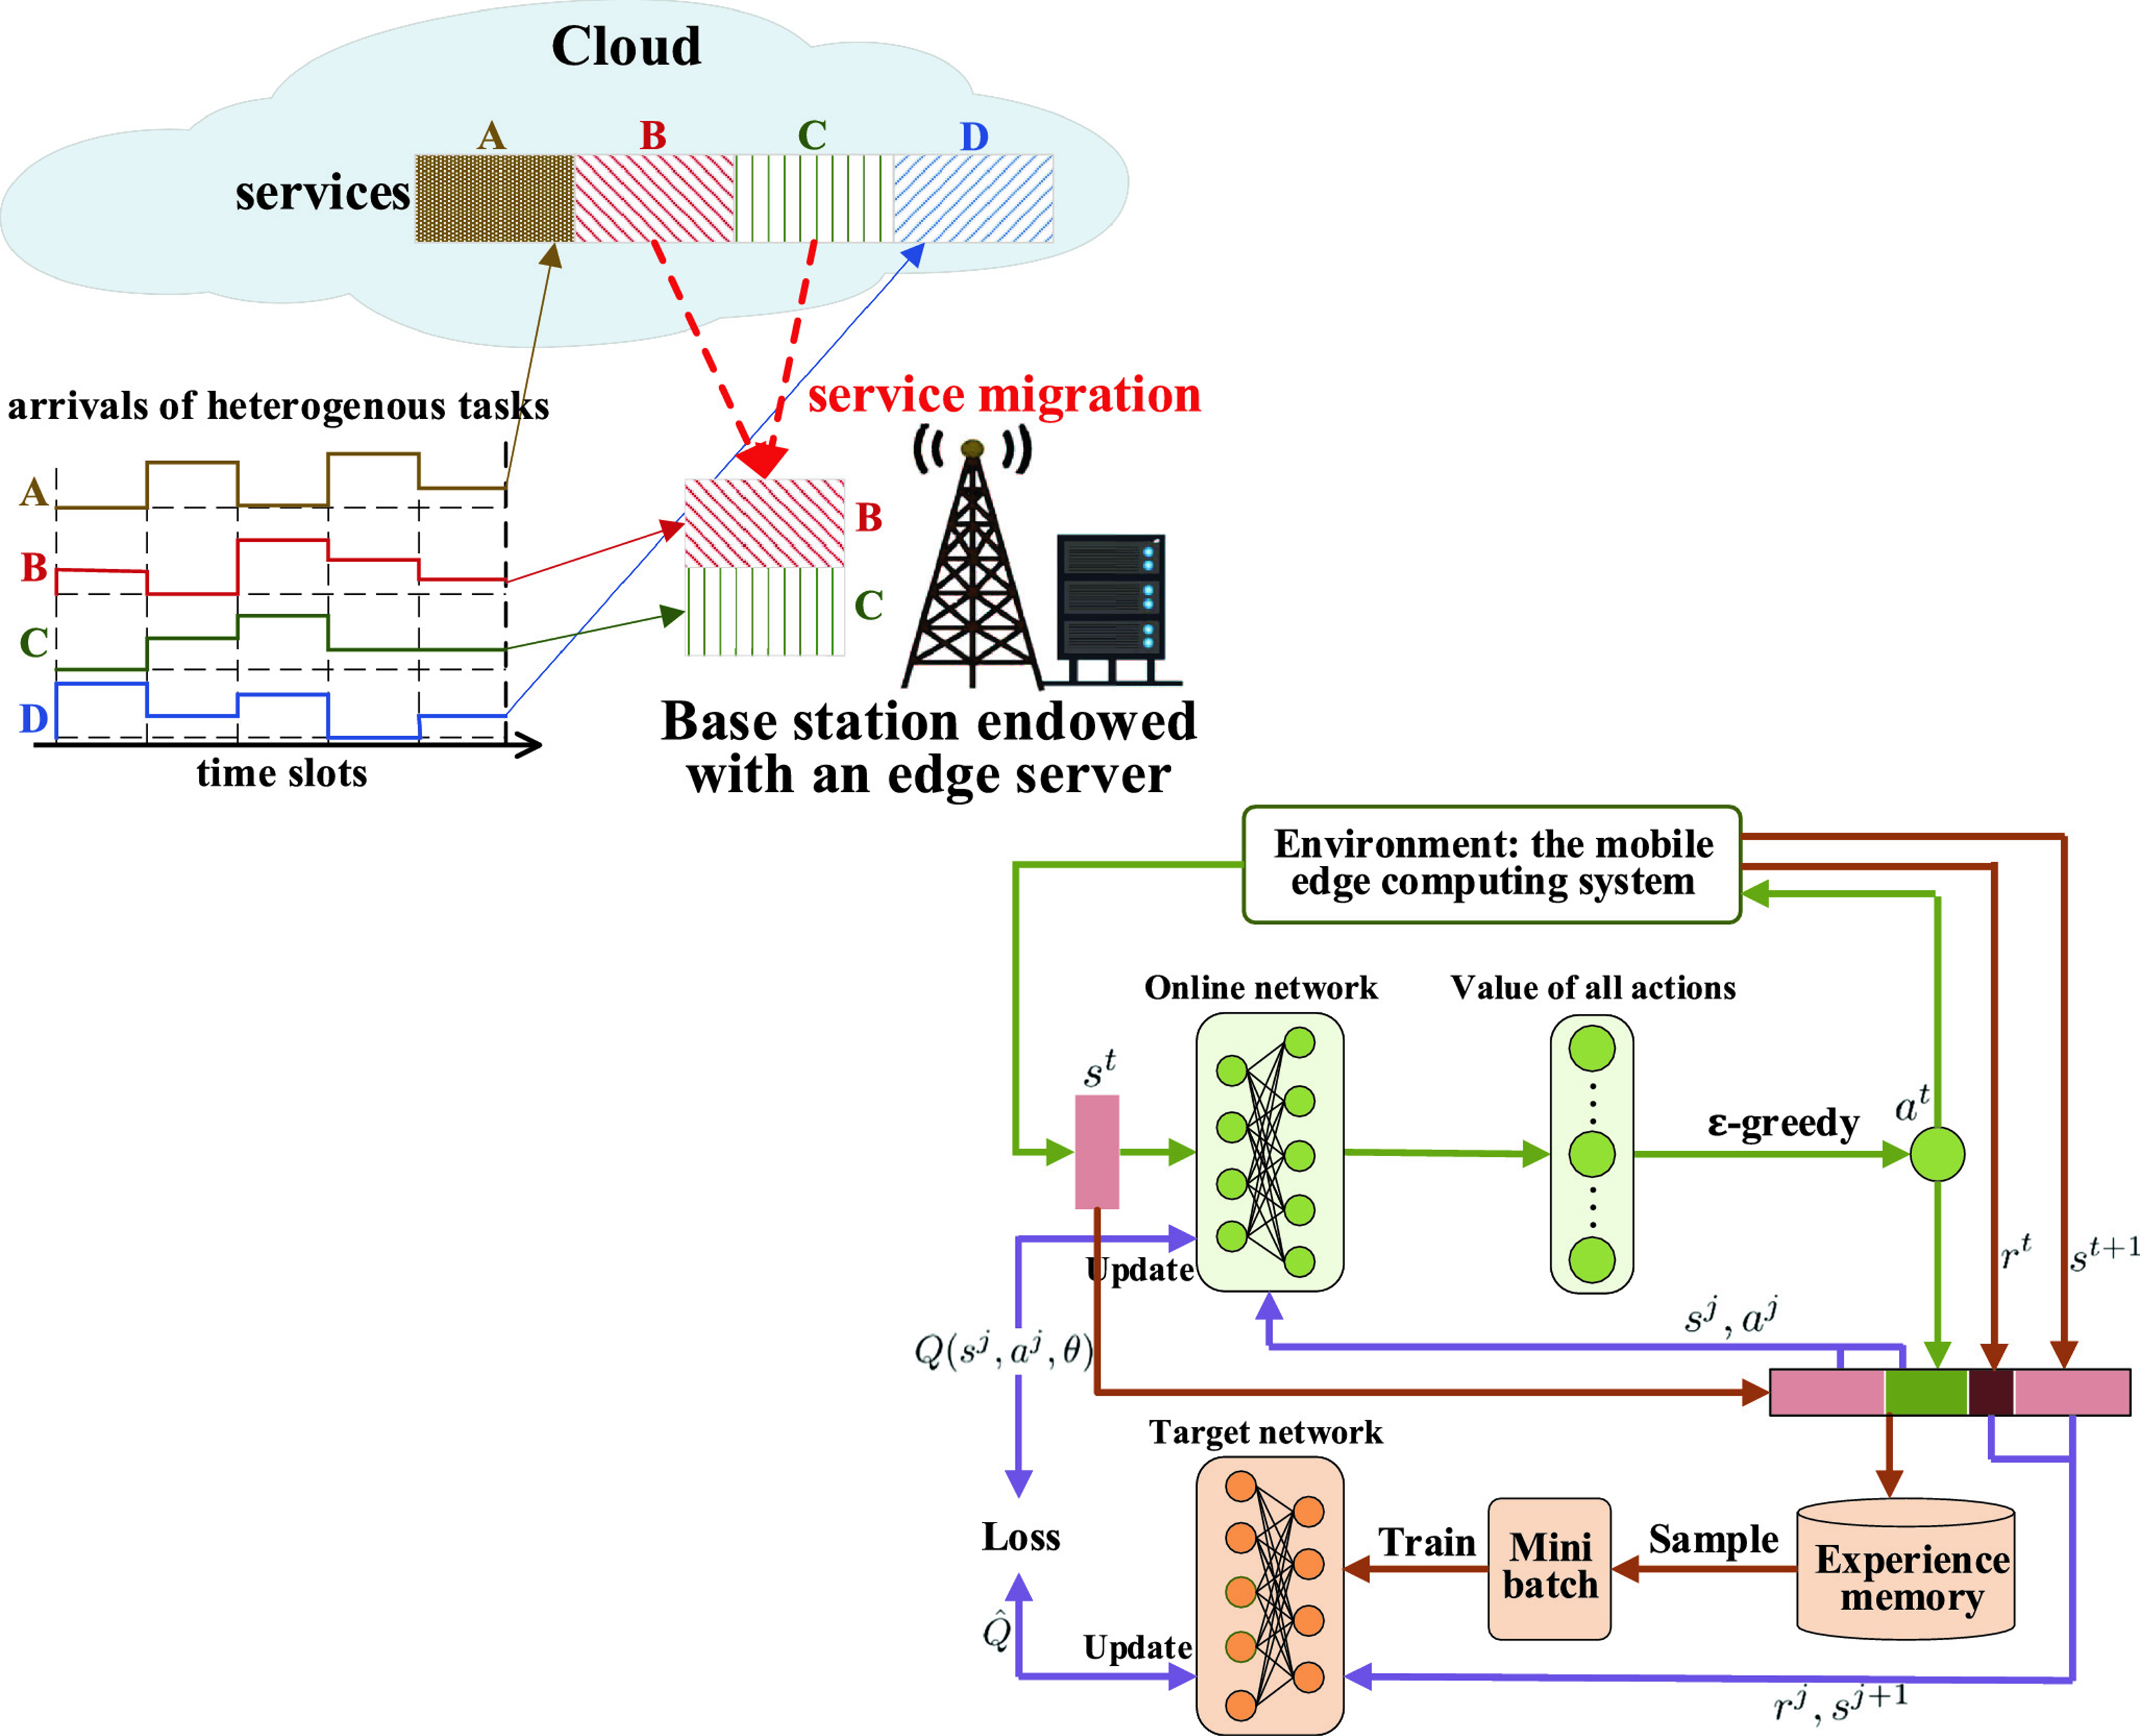 Cloud
A B C D
services
service migration
arrivals of heterogenous tasks
A
B
B
C
C
D
time slots
Base station endowed
with an edge server
Environment: the mobile
edge computing system
Online network
Value of all actions
s^t
ε-greedy
a^t
Update
r^t
s^{t+1}
s^j, a^j
Q(s^j, a^j, θ)
Target network
Loss
Train
Mini
batch
Sample
Experience
memory
Q̂
Update
r^j, s^{j+1}